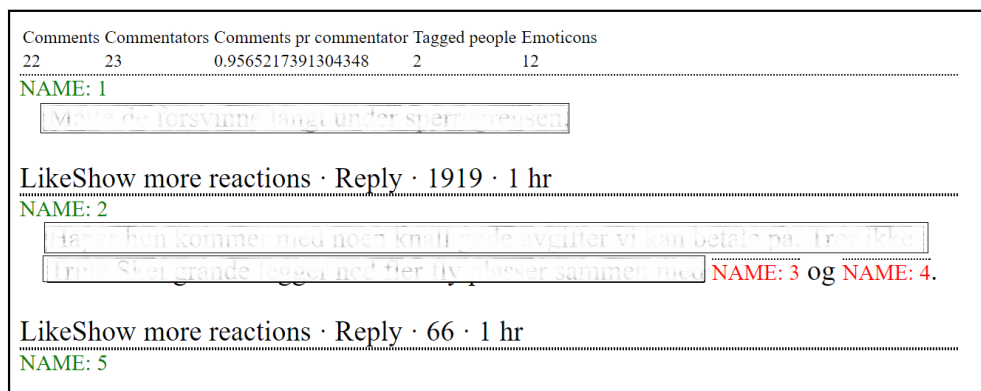 Comments Commentators Comments pr commentator Tagged people Emoticons
22 23 0.9565217391304348 2 12
NAME: 1
Måtte de forsvinne langt under sperregrensen.
LikeShow more reactions · Reply · 1919 · 1 hr
NAME: 2
hun kommer med noen knall gode avgifter vi kan betale på. Tror ikke
Trine Skei grande legger ned fler fly plasser sammen med NAME: 3 og NAME: 4.
LikeShow more reactions · Reply · 66 · 1 hr
NAME: 5